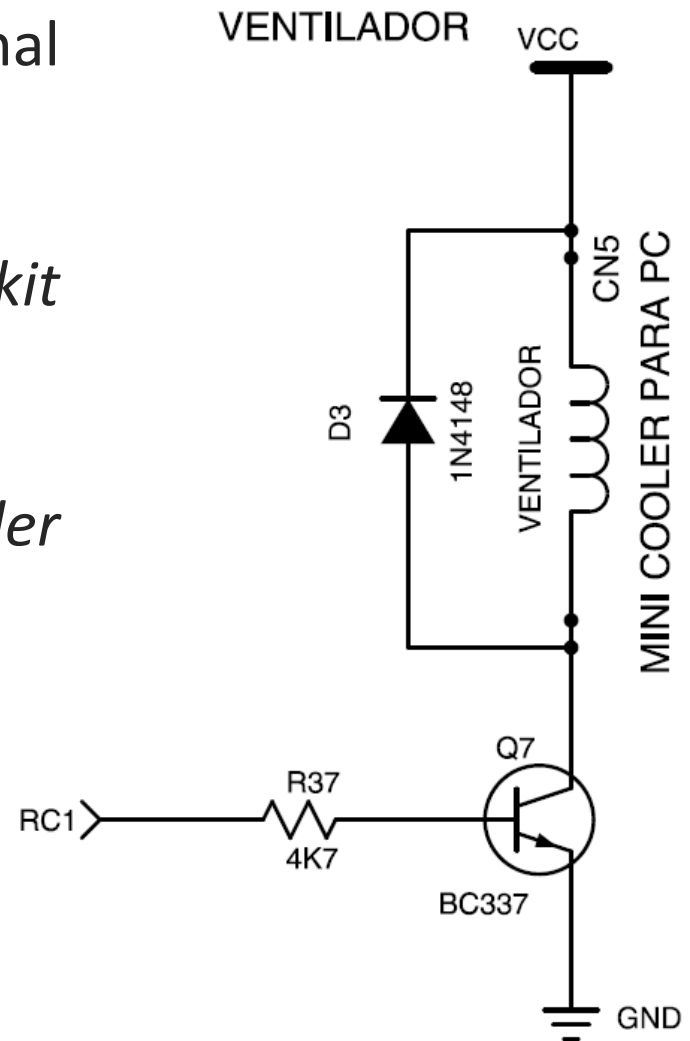 nal
VENTILADOR
VCC
kit
CN5
D3
1N4148
VENTILADOR
MINI COOLER PARA PC
ler
Q7
R37
RC1
4K7
BC337
GND